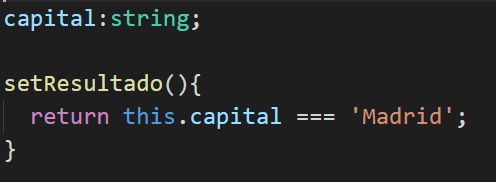 capital:string;
setResultado(){
return this.capital === 'Madrid';
}